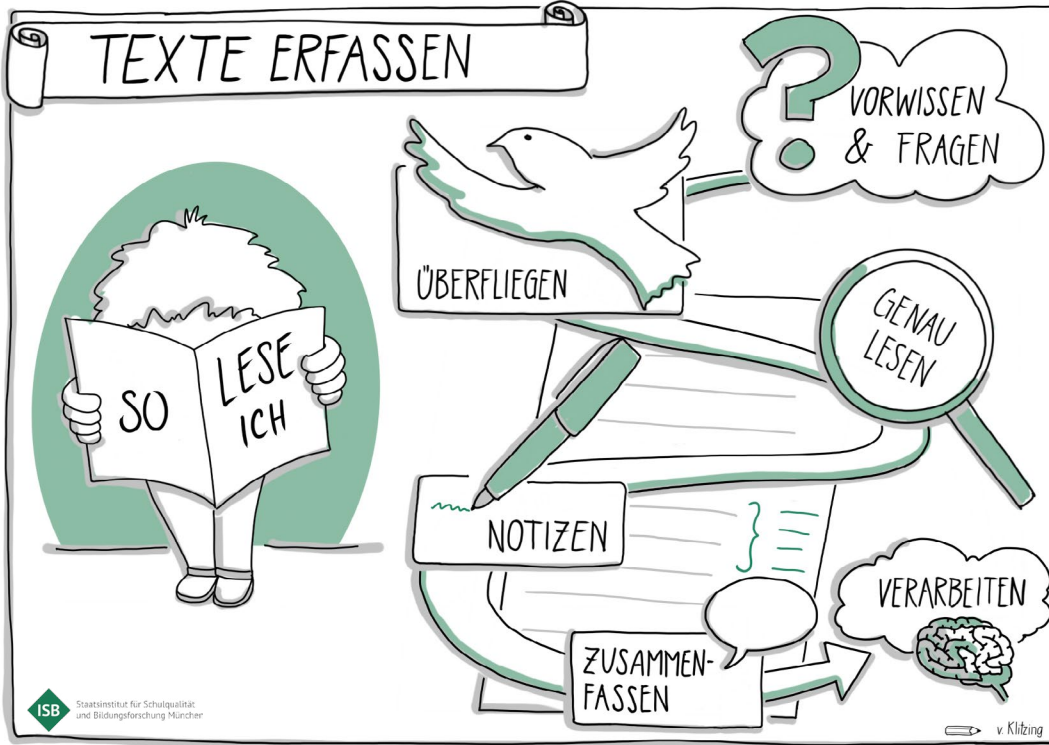 TEXTE ERFASSEN
VORWISSEN
& FRAGEN
ÜBERFLIEGEN
GENAU
LESEN
SO
LESE
ICH
NOTIZEN
VERARBEITEN
ZUSAMMEN-
FASSEN
ISB
Staatsinstitut für Schulqualität
und Bildungsforschung München
v. Klitzing